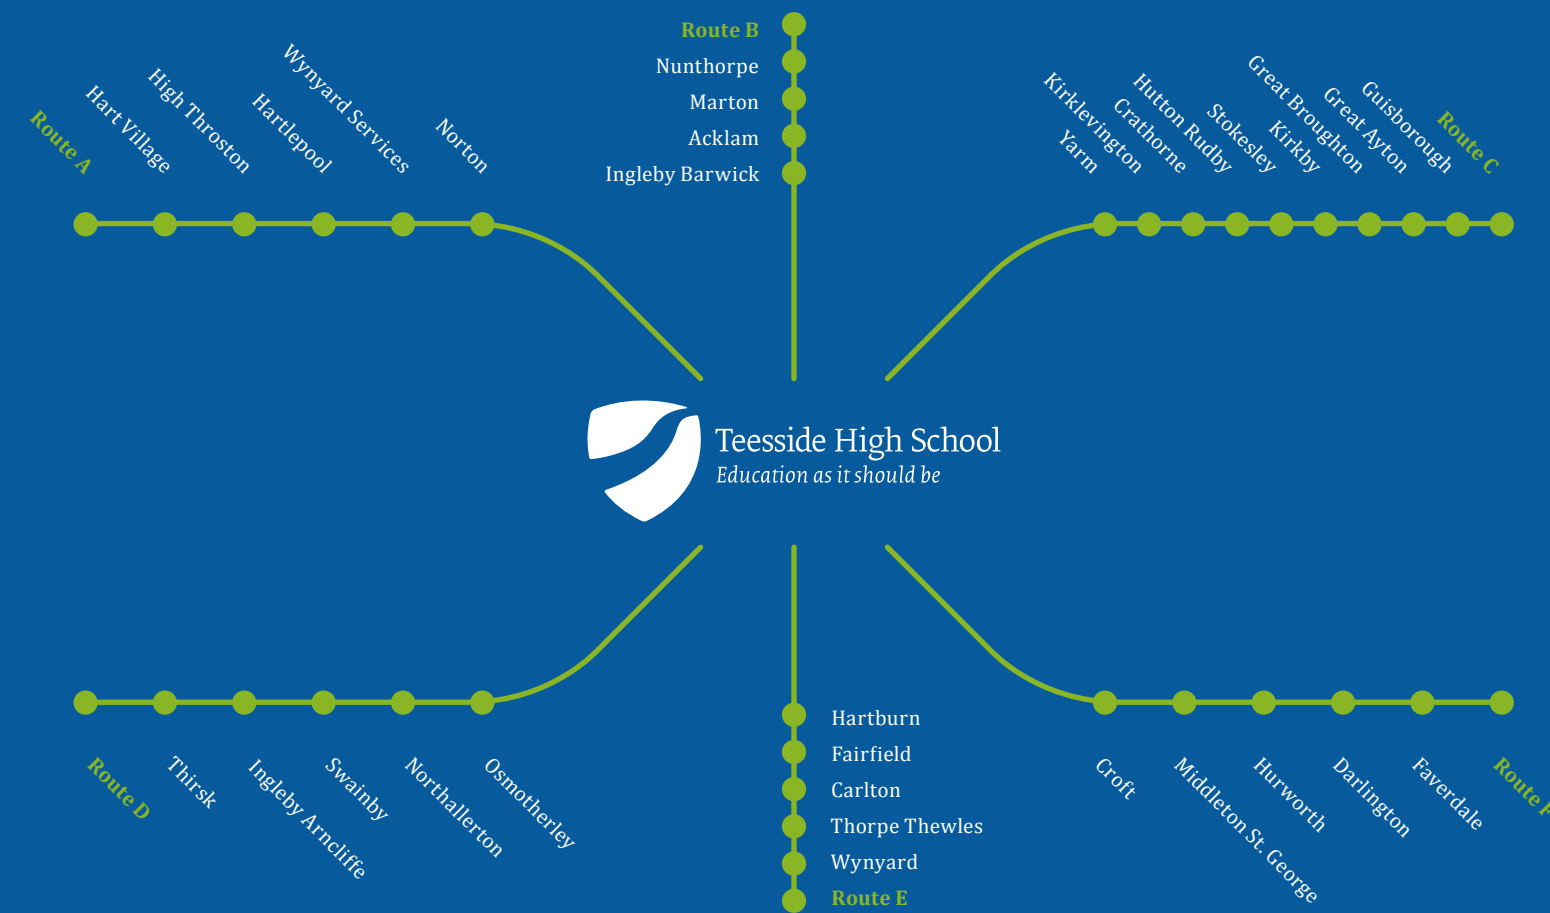 Route A
Hart Village
High Throston
Hartlepool
Wynyard Services
Norton
Route B
Nunthorpe
Marton
Acklam
Ingleby Barwick
Yarm
Kirklevington
Crathorne
Hutton Rudby
Stokesley
Kirkby
Great Broughton
Great Ayton
Guisborough
Route C
Teesside High School
Education as it should be
Route D
Thirsk
Ingleby Arncliffe
Swainby
Northallerton
Osmotherley
Hartburn
Fairfield
Carlton
Thorpe Thewles
Wynyard
Route E
Croft
Middleton St. George
Hurworth
Darlington
Faverdale
Route F